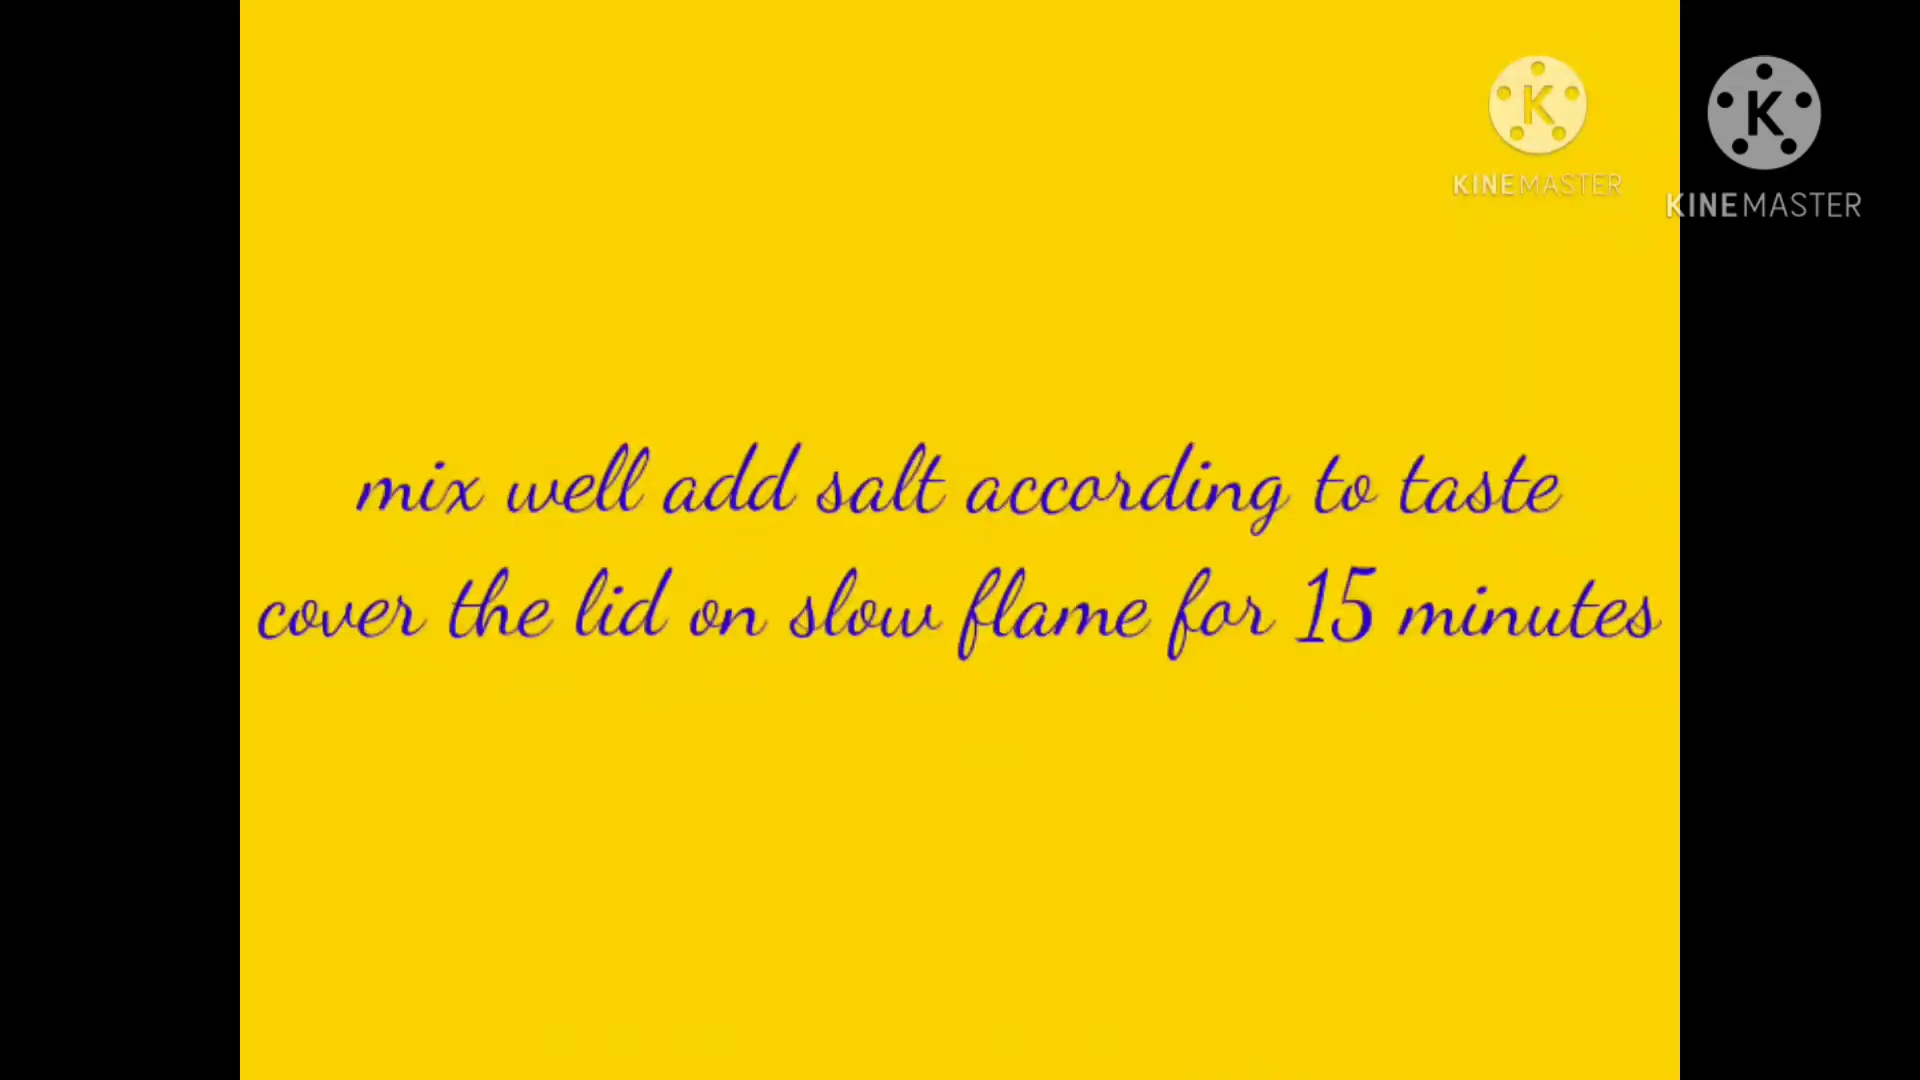 K
KINEMASTER
K
KINEMASTER
mix well add salt according to taste
cover the lid on slow flame for 15 minutes